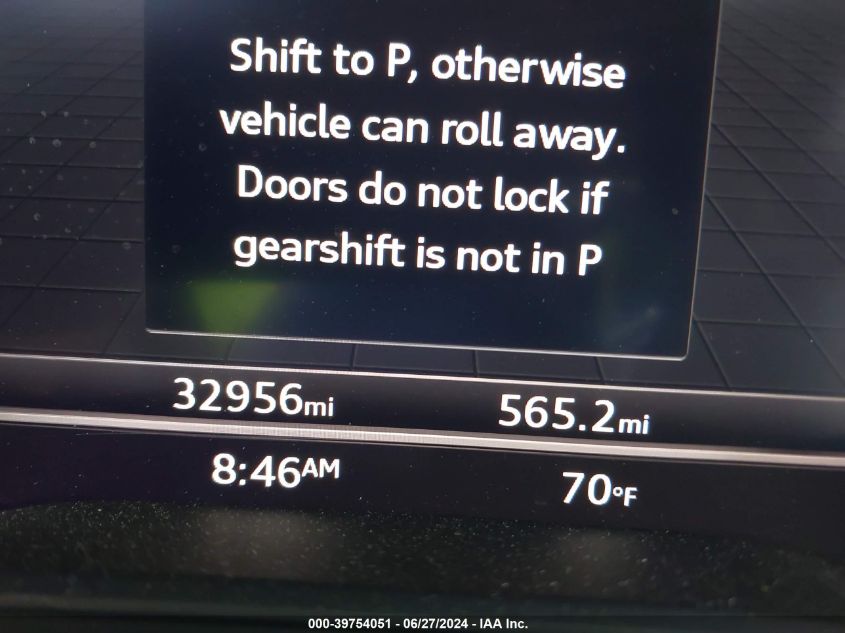 Shift to P, otherwise
vehicle can roll away.
Doors do not lock if
gearshift is not in P
32956mi 565.2mi
8:46AM 70°F
000-39754051 - 06/27/2024 - IAA Inc.